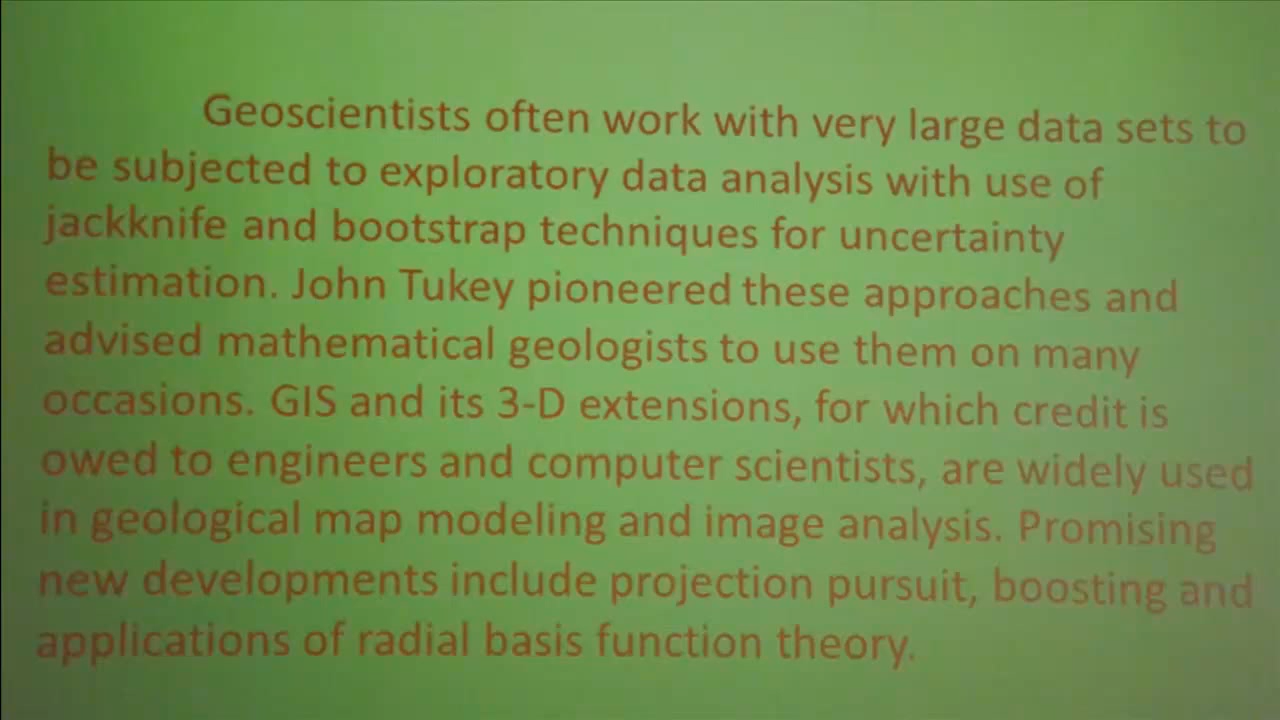 Geoscientists often work with very large data sets to
be subjected to exploratory data analysis with use of
jackknife and bootstrap techniques for uncertainty
estimation. John Tukey pioneered these approaches and
advised mathematical geologists to use them on many
occasions. GIS and its 3-D extensions, for which credit is
owed to engineers and computer scientists, are widely used
in geological map modeling and image analysis. Promising
new developments include projection pursuit, boosting and
applications of radial basis function theory.